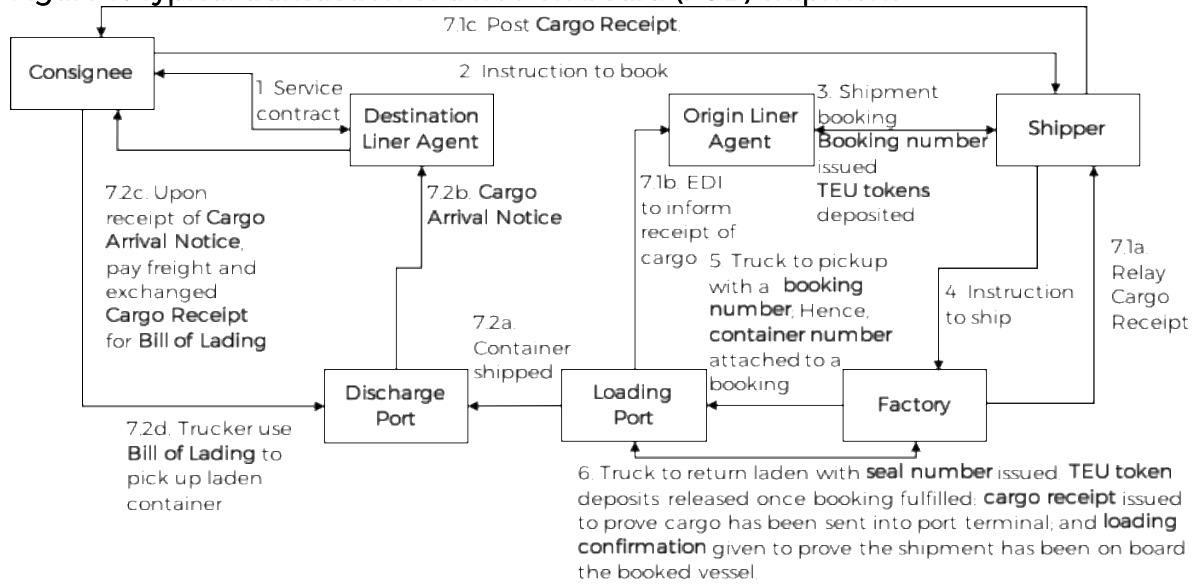 7.1c Post Cargo Receipt.
Consignee
2 Instruction to book
1 Service
contract
Destination
Liner Agent
Origin Liner
Agent
3. Shipment
booking
Booking number
issued
TEU tokens
deposited
Shipper
7.2c. Upon
receipt of Cargo
Arrival Notice,
pay freight and
exchanged
Cargo Receipt
for Bill of Lading
7.2b. Cargo
Arrival Notice
7.1b. EDI
to inform
receipt of
cargo
5. Truck to pickup
with a booking
number; Hence,
container number
attached to a
booking
4 Instruction
to ship
7.1a.
Relay
Cargo
Receipt
7.2a.
Container
shipped
Discharge
Port
Loading
Port
Factory
7.2d. Trucker use
Bill of Lading to
pick up laden
container
6. Truck to return laden with seal number issued. TEU token
deposits released once booking fulfilled; cargo receipt issued
to prove cargo has been sent into port terminal; and loading
confirmation given to prove the shipment has been on board
the booked vessel